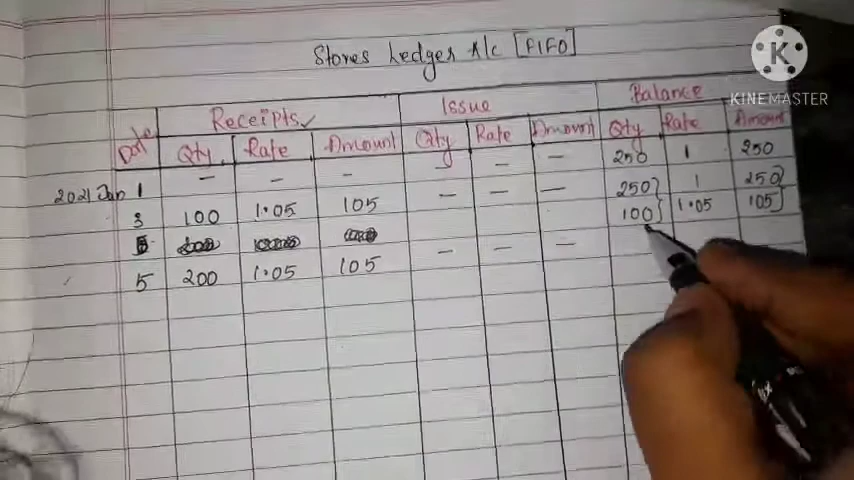 Stores Ledger A/c [FIFO]
KINEMASTER
Date Receipts Issue Balance
Qty Rate Amount Qty Rate Amount Qty Rate Amount
2021 Jan 1 — — — — — — 250 1 250
3 100 1.05 105 — — — 250 1 250
100 1.05 105
5 200 1.05 105 — — —